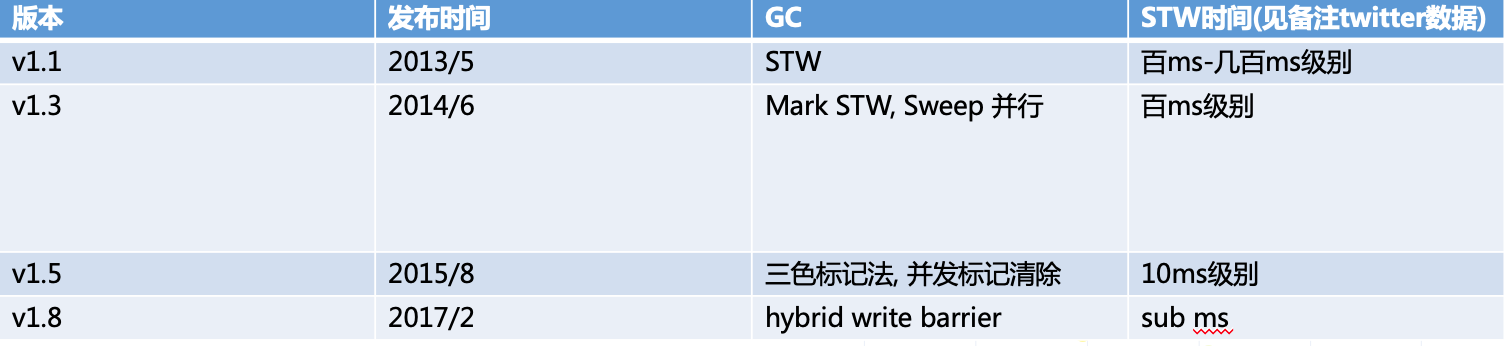 版本 发布时间 GC STW时间(见备注twitter数据)
v1.1 2013/5 STW 百ms-几百ms级别
v1.3 2014/6 Mark STW, Sweep 并行 百ms级别
v1.5 2015/8 三色标记法, 并发标记清除 10ms级别
v1.8 2017/2 hybrid write barrier sub ms